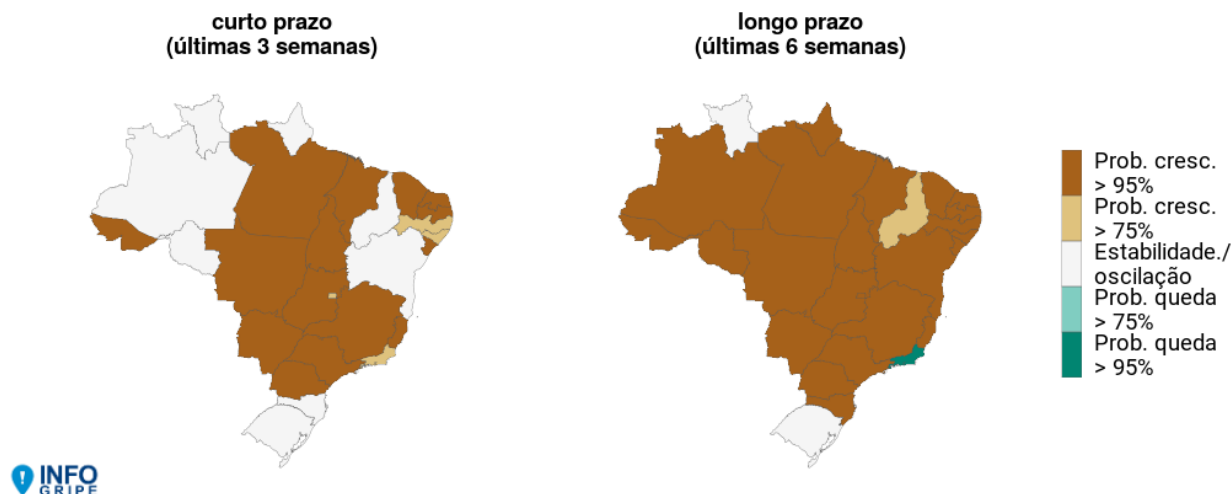 curto prazo
(últimas 3 semanas)
longo prazo
(últimas 6 semanas)
Prob. cresc.
> 95%
Prob. cresc.
> 75%
Estabilidade./
oscilação
Prob. queda
> 75%
Prob. queda
> 95%
INFO
GRIPE